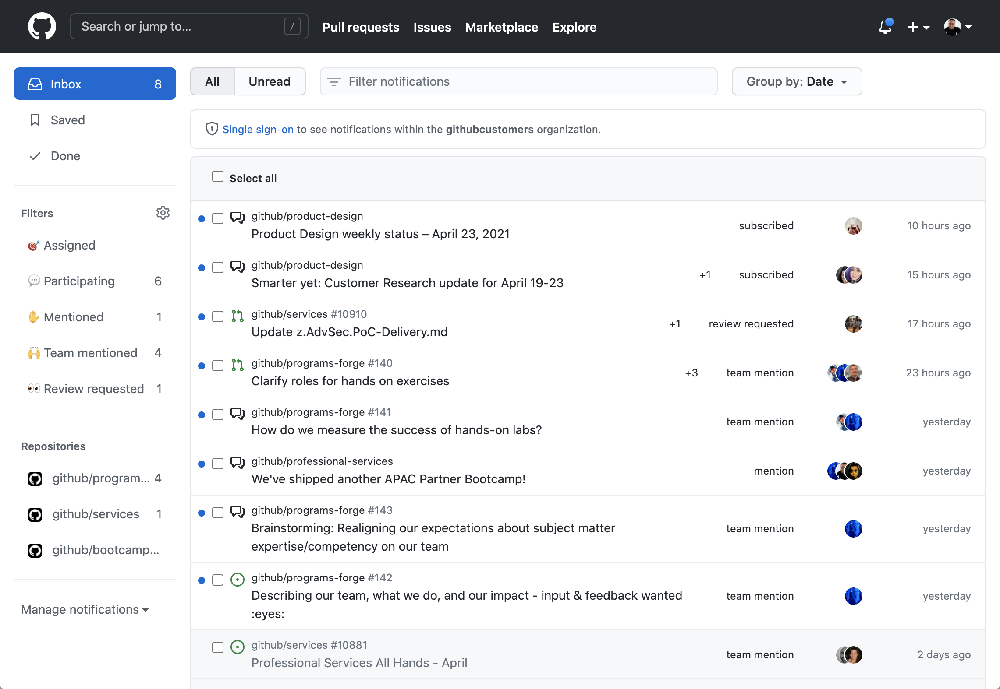 Search or jump to...
/
Pull requests
Issues
Marketplace
Explore
Inbox 8
Saved
Done
Filters
Assigned
Participating 6
Mentioned 1
Team mentioned 4
Review requested 1
Repositories
github/program... 4
github/services 1
github/bootcamp...
Manage notifications
All
Unread
Filter notifications
Group by: Date
Single sign-on to see notifications within the githubcustomers organization.
Select all
github/product-design
Product Design weekly status – April 23, 2021
subscribed
10 hours ago
github/product-design
Smarter yet: Customer Research update for April 19-23
+1
subscribed
15 hours ago
github/services #10910
Update z.AdvSec.PoC-Delivery.md
+1
review requested
17 hours ago
github/programs-forge #140
Clarify roles for hands on exercises
+3
team mention
23 hours ago
github/programs-forge #141
How do we measure the success of hands-on labs?
team mention
yesterday
github/professional-services
We've shipped another APAC Partner Bootcamp!
mention
yesterday
github/programs-forge #143
Brainstorming: Realigning our expectations about subject matter
expertise/competency on our team
team mention
yesterday
github/programs-forge #142
Describing our team, what we do, and our impact - input & feedback wanted
:eyes:
team mention
yesterday
github/services #10881
Professional Services All Hands - April
team mention
2 days ago